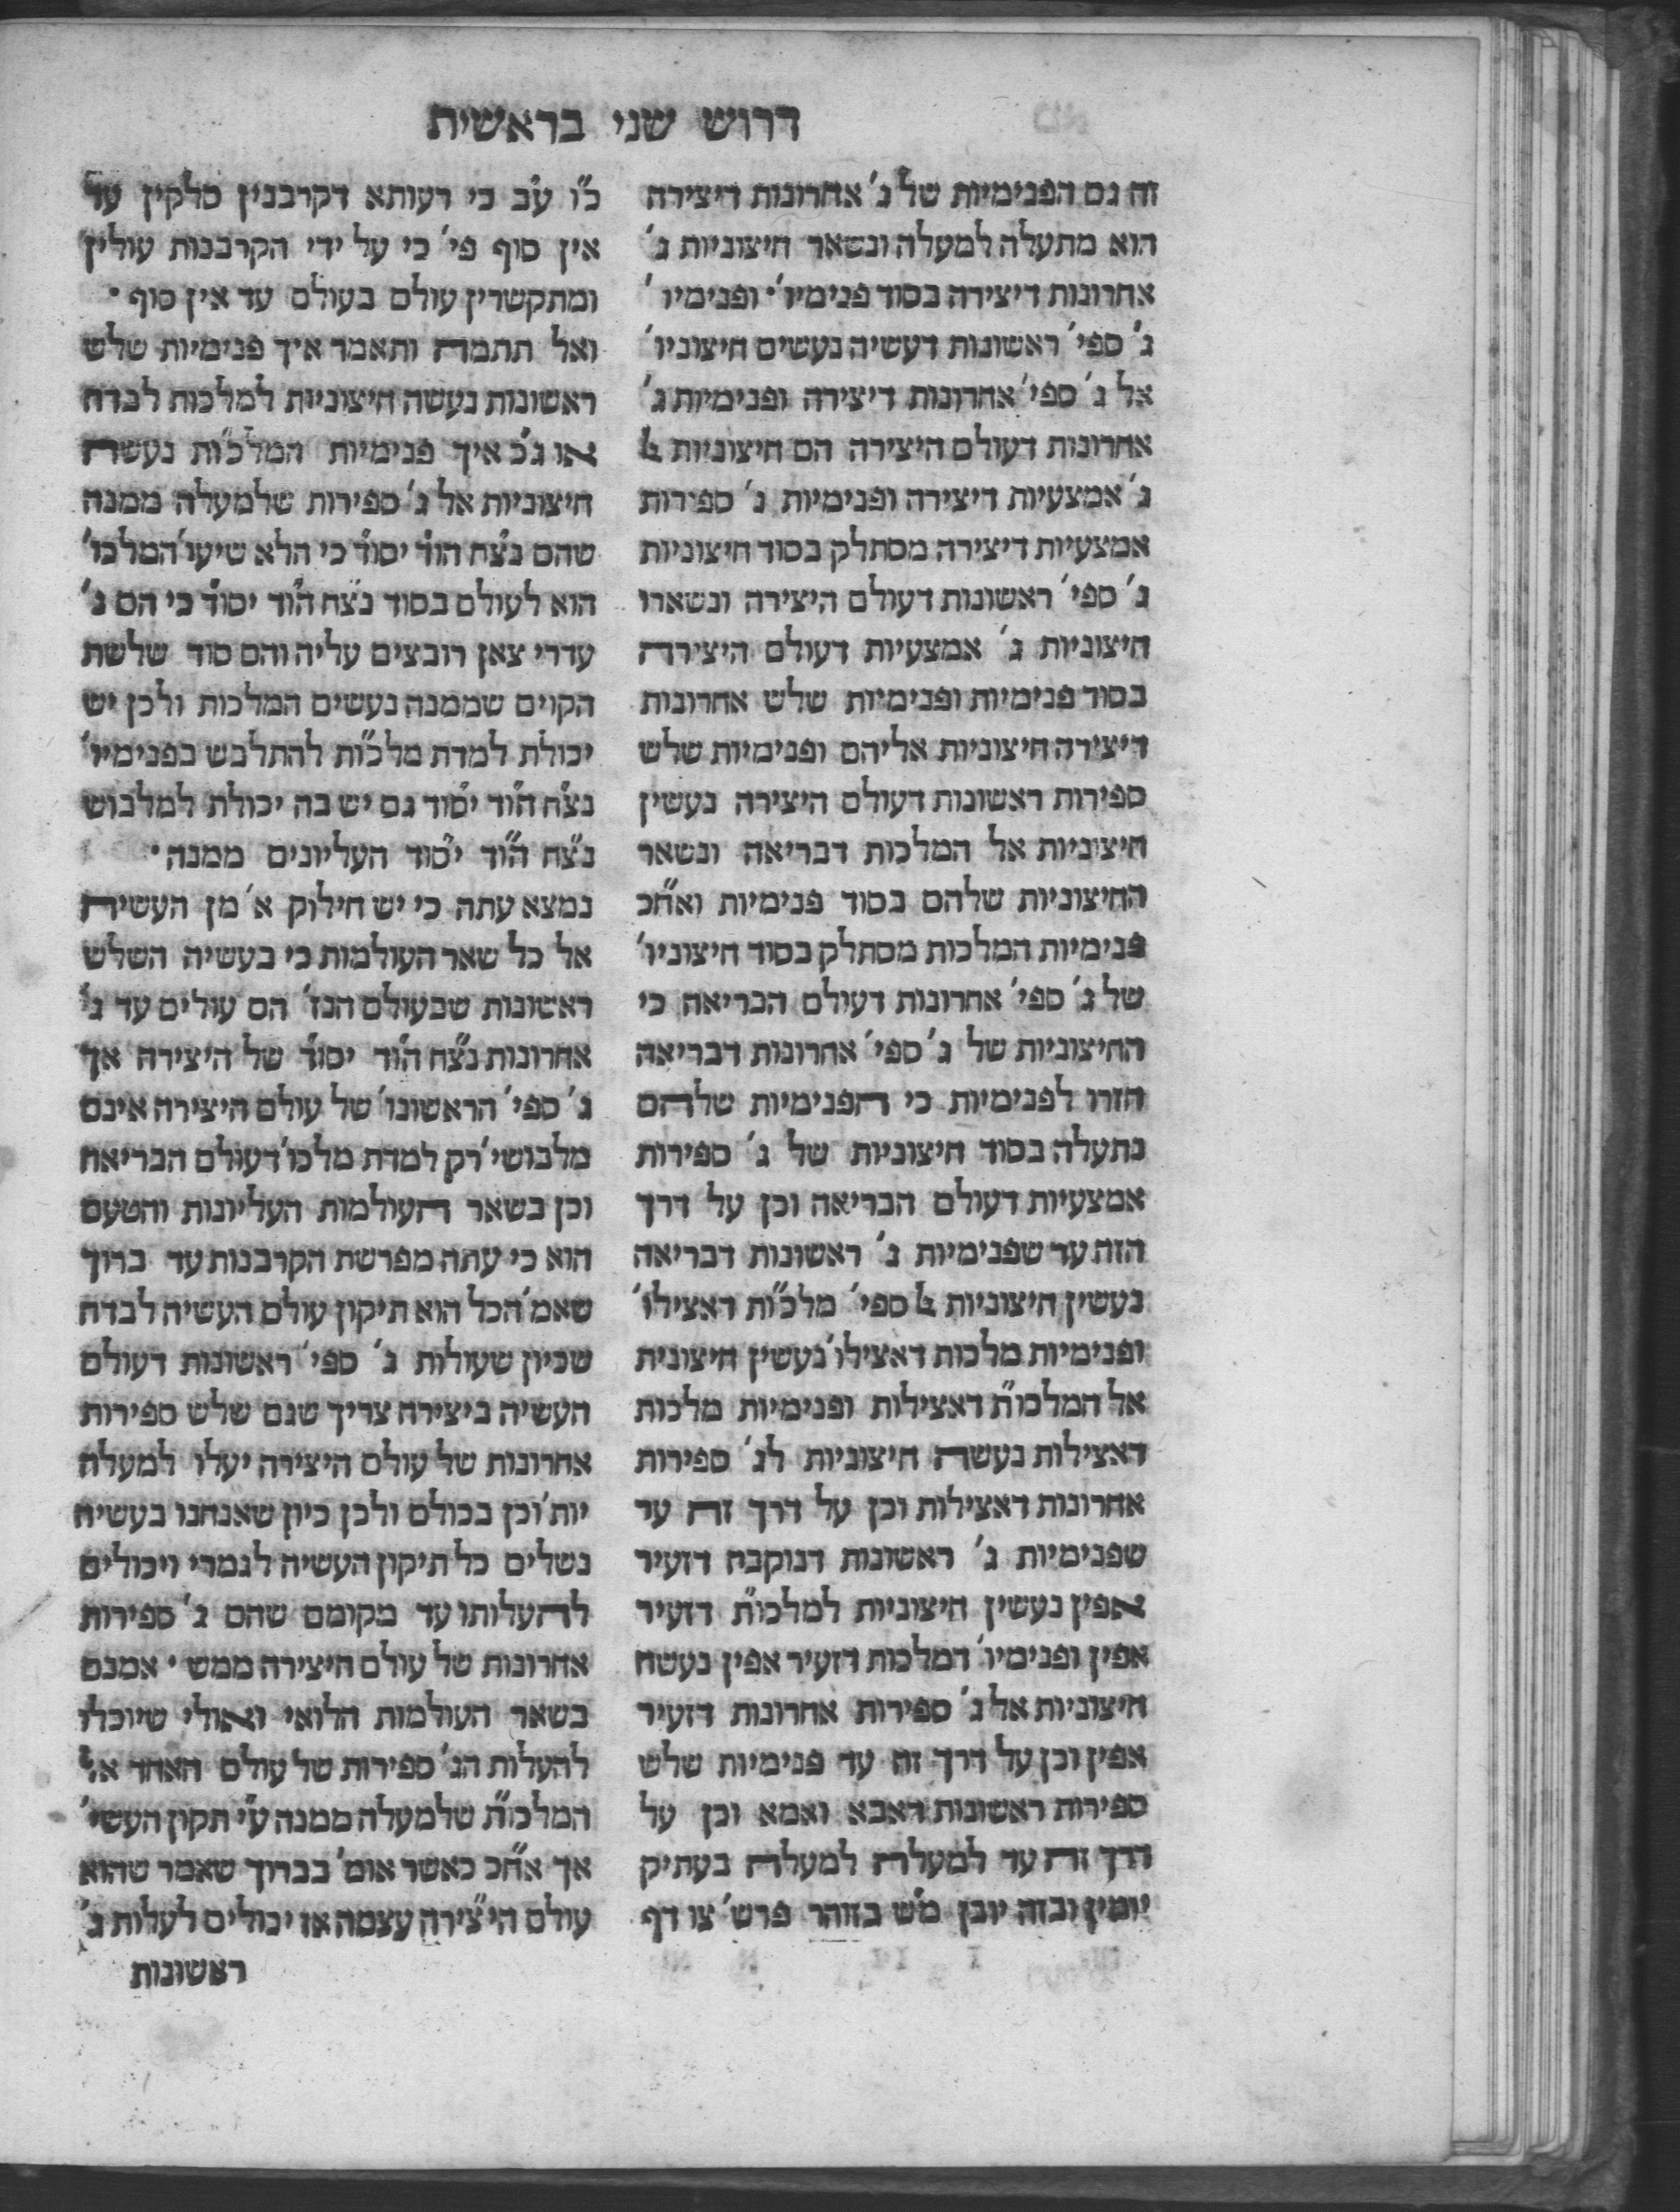 דרוש שני בראשית
זה גם הפנימיות של ג' אחרונות דיצירה
הוא מתעלה למעלה ונשאר חיצוניות ג'
אחרונות דיצירה בסוד פנימיו' ופנימיו'
ג' ספי' ראשונות דעשיה נעשים חיצוניו'
אל ג' ספי' אחרונות דיצירה ופנימיות ג'
אחרונות דעולם היצירה הם חיצוניות לג
ג' אמצעיות דיצירה ופנימיות ג' ספירות
אמצעיות דיצירה מסתלק בסוד חיצוניות
ג' ספי' ראשונות דעולם היצירה ונשארו
חיצוניות ג' אמצעיות דעולם היצירה
בסוד פנימיות ופנימיות שלש אחרונות
דיצירה חיצוניות אליהם ופנימיות שלש
ספירות ראשונות דעולם היצירה נעשין
חיצוניות אל המלכות דבריאה ונשאר
החיצוניות שלהם בסוד פנימיות ואח"כ
פנימיות המלכות מסתלק בסוד חיצוניו'
של ג' ספי' אחרונות דעולם הבריאה כי
החיצוניות של ג' ספי' אחרונות דבריאה
חזרו לפנימיות כי הפנימיות שלהם
נתעלה בסוד חיצוניות של ג' ספירות
אמצעיות דעולם הבריאה וכן על דרך
הזה עד שפנימיות ג' ראשונות דבריאה
נעשין חיצוניות לג ספי' מלכ"ות דאצילו'
ופנימיות מלכות דאצילו' נעשין חיצונית
אל המלכו"ת דאצילות ופנימיות מלכות
דאצילות נעשה חיצוניות לג' ספירות
אחרונות דאצילות וכן על דרך זה עד
שפנימיות ג' ראשונות דנוקבה דזעיר
אפין נעשין חיצוניות למלכו"ת דזעיר
אפין ופנימיו' דמלכות דזעיר אפין נעשה
חיצוניות אל ג' ספירות אחרונות דזעיר
אפין וכן על דרך זה עד פנימיות שלש
ספירות ראשונות דאבא ואמא וכן על
דרך זה עד למעלה למעלה בעתיק
יומין ובזה יובן מ"ש בזוהר פרש' צו דף
כ"ו ע"ב כי רעותא דקרבנין סלקין עד
אין סוף פי' כי על ידי הקרבנות עולין
ומתקשרין עולם בעולם עד אין סוף •
ואל תתמה ותאמר איך פנימיות שלש
ראשונות נעשה חיצוניות למלכות לבדה
או ג"כ איך פנימיות המלכ"ות נעשה
חיצוניות אל ג' ספירות שלמעלה ממנה
שהם נצ"ח הו"ד יסו"ד כי הלא שיעו' המלכו'
הוא לעולם בסוד נצ"ח הו"ד יסו"ד כי הם ג'
עדרי צאן רובצים עליה והם סוד שלשת
הקוים שממנה נעשים המלכות ולכן יש
יכולת למדת מלכ"ות להתלבש בפנימיו'
נצ"ח הו"ד יס"וד גם יש בה יכולת למלבוש
נצ"ח הו"ד יס"וד העליונים ממנה •
נמצא עתה כי יש חילוק א' מן העשיה
אל כל שאר העולמות כי בעשיה השלש
ראשונות שבעולם הנז' הם עולים עד ג'
אחרונות נצ"ח הו"ד יסו"ד של היצירה אך
ג' ספי' הראשונו' של עולם היצירה אינם
מלבושי' רק למדת מלכו' דעולם הבריאה
וכן בשאר העולמות העליונות והטעם
הוא כי עתה מפרשת הקרבנות עד ברוך
שאמ' הכל הוא תיקון עולם העשיה לבדה
שכיון שעולות ג' ספי' ראשונות דעולם
העשיה ביצירה צריך שגם שלש ספירות
אחרונות של עולם היצירה יעלו למעלה
יות' וכן בכולם ולכן כיון שאנחנו בעשיה
נשלים כל תיקון העשיה לגמרי ויכולים
להעלותו עד מקומם שהם ג' ספירות
אחרונות של עולם היצירה ממש • אמנם
בשאר העולמות הלואי ואולי שיוכלו
להעלות הג' ספירות של עולם האחד אל
המלכו"ת שלמעלה ממנה ע"י תקון העשי'
אך אח"כ כאשר אומ' בברוך שאמר שהוא
עולם הי"צירה עצמה אז יכולים לעלות ג'
ראשונות